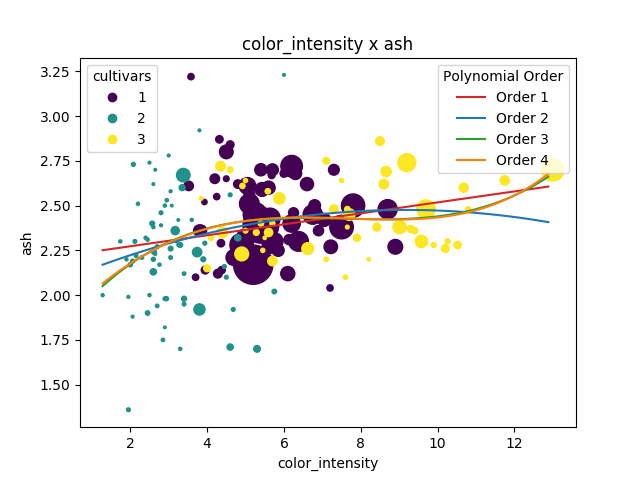 color_intensity x ash
cultivars
1
2
3
Polynomial Order
Order 1
Order 2
Order 3
Order 4
3.25
3.00
2.75
2.50
2.25
2.00
1.75
1.50
ash
2 4 6 8 10 12
color_intensity